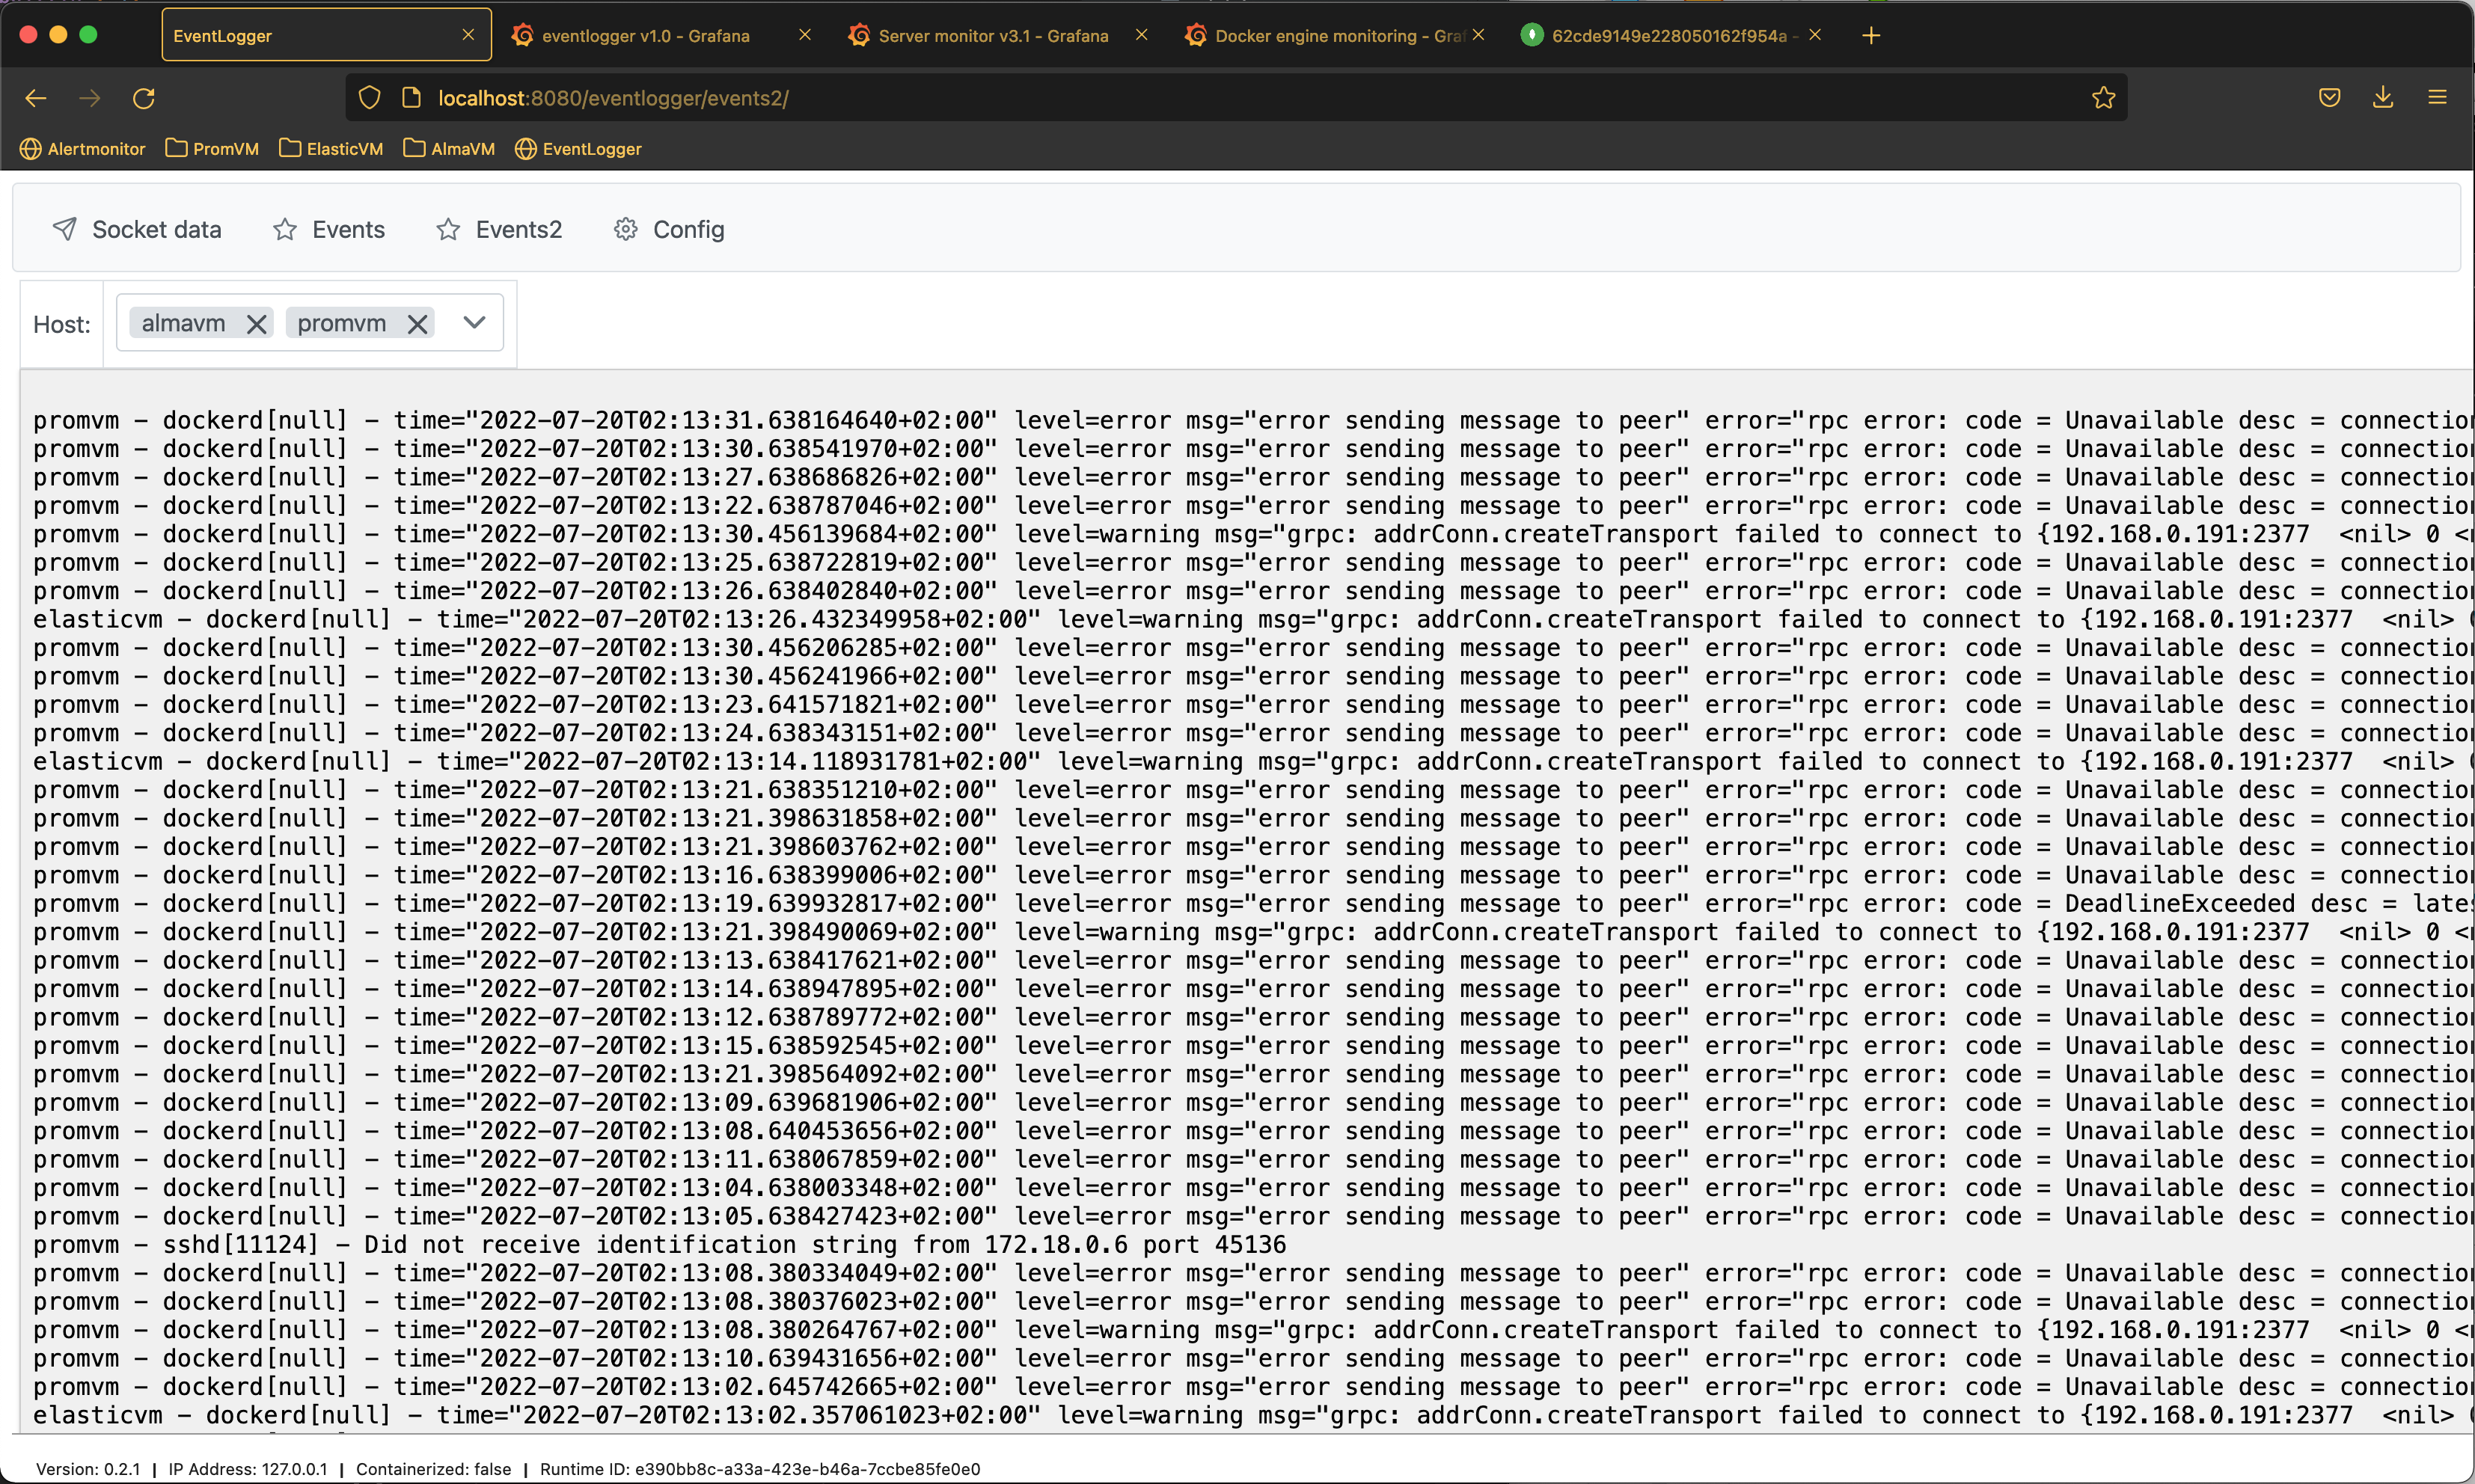 EventLogger
eventlogger v1.0 - Grafana
Server monitor v3.1 - Grafana
Docker engine monitoring - Graf
62cde9149e228050162f954a -
localhost:8080/eventlogger/events2/
Alertmonitor PromVM ElasticVM AlmaVM EventLogger
Socket data Events Events2 Config
Host: almavm promvm
promvm - dockerd[null] - time="2022-07-20T02:13:31.638164640+02:00" level=error msg="error sending message to peer" error="rpc error: code = Unavailable desc = connection
promvm - dockerd[null] - time="2022-07-20T02:13:30.638541970+02:00" level=error msg="error sending message to peer" error="rpc error: code = Unavailable desc = connection
promvm - dockerd[null] - time="2022-07-20T02:13:27.638686826+02:00" level=error msg="error sending message to peer" error="rpc error: code = Unavailable desc = connection
promvm - dockerd[null] - time="2022-07-20T02:13:22.638787046+02:00" level=error msg="error sending message to peer" error="rpc error: code = Unavailable desc = connection
promvm - dockerd[null] - time="2022-07-20T02:13:30.456139684+02:00" level=warning msg="grpc: addrConn.createTransport failed to connect to {192.168.0.191:2377 <nil> 0 <
promvm - dockerd[null] - time="2022-07-20T02:13:25.638722819+02:00" level=error msg="error sending message to peer" error="rpc error: code = Unavailable desc = connection
promvm - dockerd[null] - time="2022-07-20T02:13:26.638402840+02:00" level=error msg="error sending message to peer" error="rpc error: code = Unavailable desc = connection
elasticvm - dockerd[null] - time="2022-07-20T02:13:26.432349958+02:00" level=warning msg="grpc: addrConn.createTransport failed to connect to {192.168.0.191:2377 <nil>
promvm - dockerd[null] - time="2022-07-20T02:13:30.456206285+02:00" level=error msg="error sending message to peer" error="rpc error: code = Unavailable desc = connection
promvm - dockerd[null] - time="2022-07-20T02:13:30.456241966+02:00" level=error msg="error sending message to peer" error="rpc error: code = Unavailable desc = connection
promvm - dockerd[null] - time="2022-07-20T02:13:23.641571821+02:00" level=error msg="error sending message to peer" error="rpc error: code = Unavailable desc = connection
promvm - dockerd[null] - time="2022-07-20T02:13:24.638343151+02:00" level=error msg="error sending message to peer" error="rpc error: code = Unavailable desc = connection
elasticvm - dockerd[null] - time="2022-07-20T02:13:14.118931781+02:00" level=warning msg="grpc: addrConn.createTransport failed to connect to {192.168.0.191:2377 <nil>
promvm - dockerd[null] - time="2022-07-20T02:13:21.638351210+02:00" level=error msg="error sending message to peer" error="rpc error: code = Unavailable desc = connection
promvm - dockerd[null] - time="2022-07-20T02:13:21.398631858+02:00" level=error msg="error sending message to peer" error="rpc error: code = Unavailable desc = connection
promvm - dockerd[null] - time="2022-07-20T02:13:21.398603762+02:00" level=error msg="error sending message to peer" error="rpc error: code = Unavailable desc = connection
promvm - dockerd[null] - time="2022-07-20T02:13:16.638399006+02:00" level=error msg="error sending message to peer" error="rpc error: code = Unavailable desc = connection
promvm - dockerd[null] - time="2022-07-20T02:13:19.639932817+02:00" level=error msg="error sending message to peer" error="rpc error: code = DeadlineExceeded desc = lates
promvm - dockerd[null] - time="2022-07-20T02:13:21.398490069+02:00" level=warning msg="grpc: addrConn.createTransport failed to connect to {192.168.0.191:2377 <nil> 0 <
promvm - dockerd[null] - time="2022-07-20T02:13:13.638417621+02:00" level=error msg="error sending message to peer" error="rpc error: code = Unavailable desc = connection
promvm - dockerd[null] - time="2022-07-20T02:13:14.638947895+02:00" level=error msg="error sending message to peer" error="rpc error: code = Unavailable desc = connection
promvm - dockerd[null] - time="2022-07-20T02:13:12.638789772+02:00" level=error msg="error sending message to peer" error="rpc error: code = Unavailable desc = connection
promvm - dockerd[null] - time="2022-07-20T02:13:15.638592545+02:00" level=error msg="error sending message to peer" error="rpc error: code = Unavailable desc = connection
promvm - dockerd[null] - time="2022-07-20T02:13:21.398564092+02:00" level=error msg="error sending message to peer" error="rpc error: code = Unavailable desc = connection
promvm - dockerd[null] - time="2022-07-20T02:13:09.639681906+02:00" level=error msg="error sending message to peer" error="rpc error: code = Unavailable desc = connection
promvm - dockerd[null] - time="2022-07-20T02:13:08.640453656+02:00" level=error msg="error sending message to peer" error="rpc error: code = Unavailable desc = connection
promvm - dockerd[null] - time="2022-07-20T02:13:11.638067859+02:00" level=error msg="error sending message to peer" error="rpc error: code = Unavailable desc = connection
promvm - dockerd[null] - time="2022-07-20T02:13:04.638003348+02:00" level=error msg="error sending message to peer" error="rpc error: code = Unavailable desc = connection
promvm - dockerd[null] - time="2022-07-20T02:13:05.638427423+02:00" level=error msg="error sending message to peer" error="rpc error: code = Unavailable desc = connection
promvm - sshd[11124] - Did not receive identification string from 172.18.0.6 port 45136
promvm - dockerd[null] - time="2022-07-20T02:13:08.380334049+02:00" level=error msg="error sending message to peer" error="rpc error: code = Unavailable desc = connection
promvm - dockerd[null] - time="2022-07-20T02:13:08.380376023+02:00" level=error msg="error sending message to peer" error="rpc error: code = Unavailable desc = connection
promvm - dockerd[null] - time="2022-07-20T02:13:08.380264767+02:00" level=warning msg="grpc: addrConn.createTransport failed to connect to {192.168.0.191:2377 <nil> 0 <
promvm - dockerd[null] - time="2022-07-20T02:13:10.639431656+02:00" level=error msg="error sending message to peer" error="rpc error: code = Unavailable desc = connection
promvm - dockerd[null] - time="2022-07-20T02:13:02.645742665+02:00" level=error msg="error sending message to peer" error="rpc error: code = Unavailable desc = connection
elasticvm - dockerd[null] - time="2022-07-20T02:13:02.357061023+02:00" level=warning msg="grpc: addrConn.createTransport failed to connect to {192.168.0.191:2377 <nil>
Version: 0.2.1 | IP Address: 127.0.0.1 | Containerized: false | Runtime ID: e390bb8c-a33a-423e-b46a-7ccbe85fe0e0